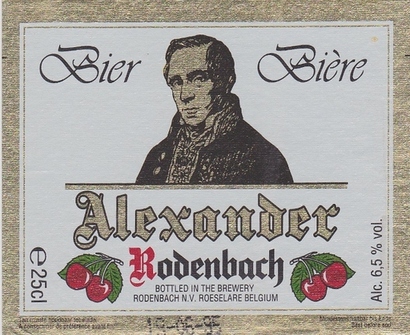 Bier Bière
Alexander
Rodenbach
BOTTLED IN THE BREWERY
RODENBACH N.V. ROESELARE BELGIUM
e 25cl
Alc. 6,5 % vol.